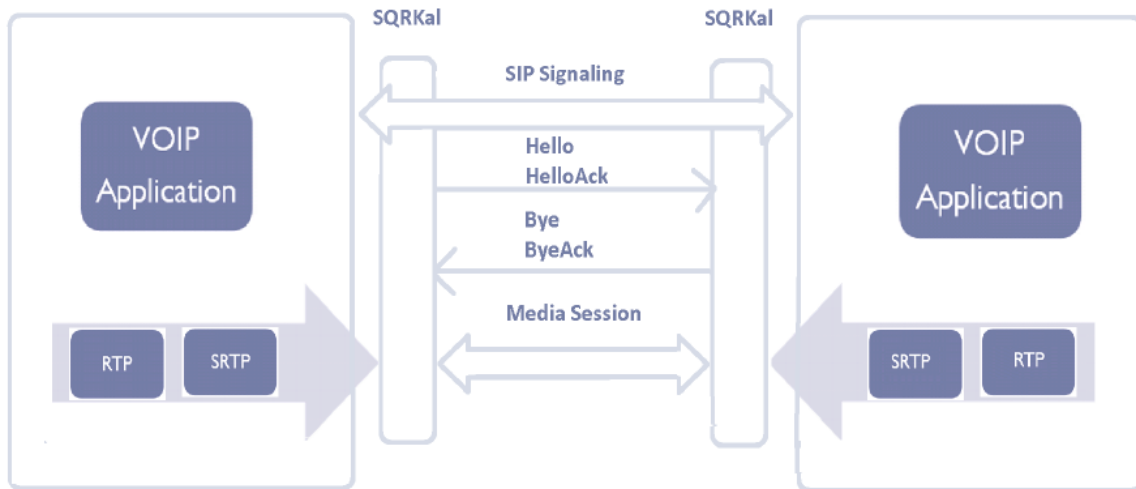 SQRKal
SQRKal
SIP Signaling
VOIP
Application
Hello
HelloAck
Bye
ByeAck
VOIP
Application
Media Session
RTP
SRTP
SRTP
RTP